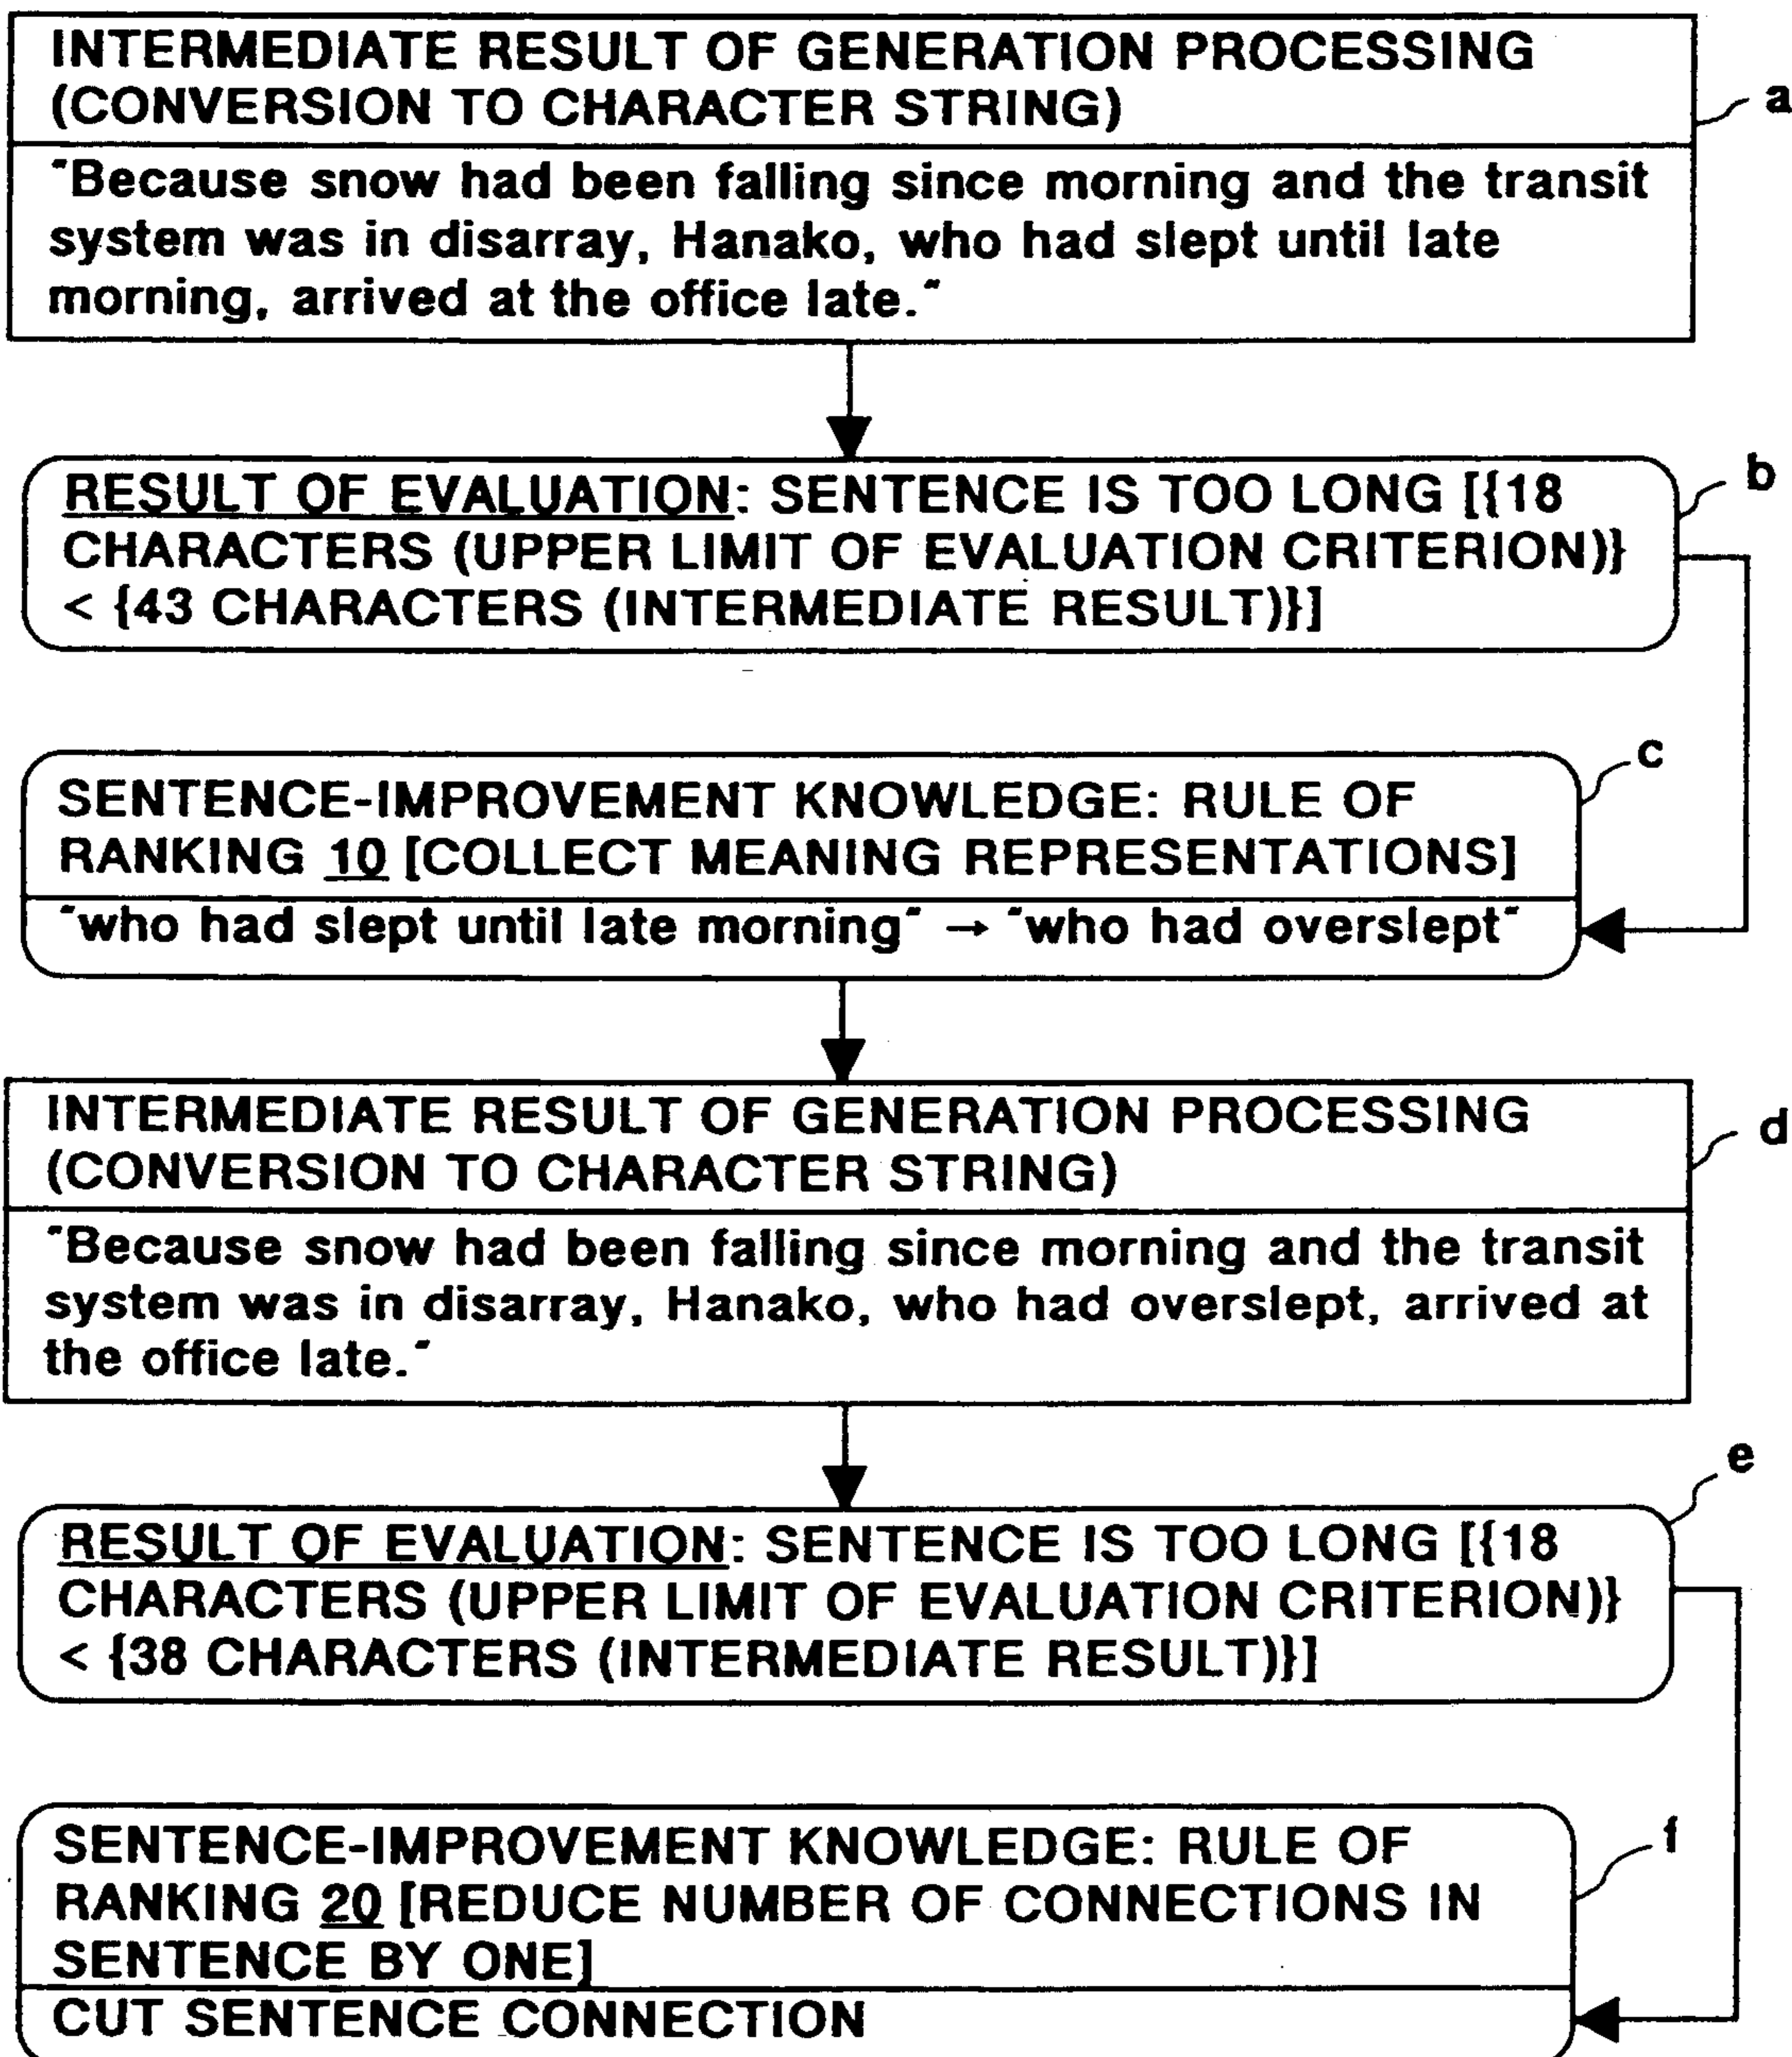 INTERMEDIATE RESULT OF GENERATION PROCESSING
(CONVERSION TO CHARACTER STRING)
a
"Because snow had been falling since morning and the transit
system was in disarray, Hanako, who had slept until late
morning, arrived at the office late."
RESULT OF EVALUATION: SENTENCE IS TOO LONG [{18
b
CHARACTERS (UPPER LIMIT OF EVALUATION CRITERION)}
< {43 CHARACTERS (INTERMEDIATE RESULT)}]
c
SENTENCE-IMPROVEMENT KNOWLEDGE: RULE OF
RANKING 10 [COLLECT MEANING REPRESENTATIONS]
"who had slept until late morning" → "who had overslept"
INTERMEDIATE RESULT OF GENERATION PROCESSING
d
(CONVERSION TO CHARACTER STRING)
"Because snow had been falling since morning and the transit
system was in disarray, Hanako, who had overslept, arrived at
the office late."
e
RESULT OF EVALUATION: SENTENCE IS TOO LONG [{18
CHARACTERS (UPPER LIMIT OF EVALUATION CRITERION)}
< {38 CHARACTERS (INTERMEDIATE RESULT)}]
SENTENCE-IMPROVEMENT KNOWLEDGE: RULE OF
f
RANKING 20 [REDUCE NUMBER OF CONNECTIONS IN
SENTENCE BY ONE]
CUT SENTENCE CONNECTION